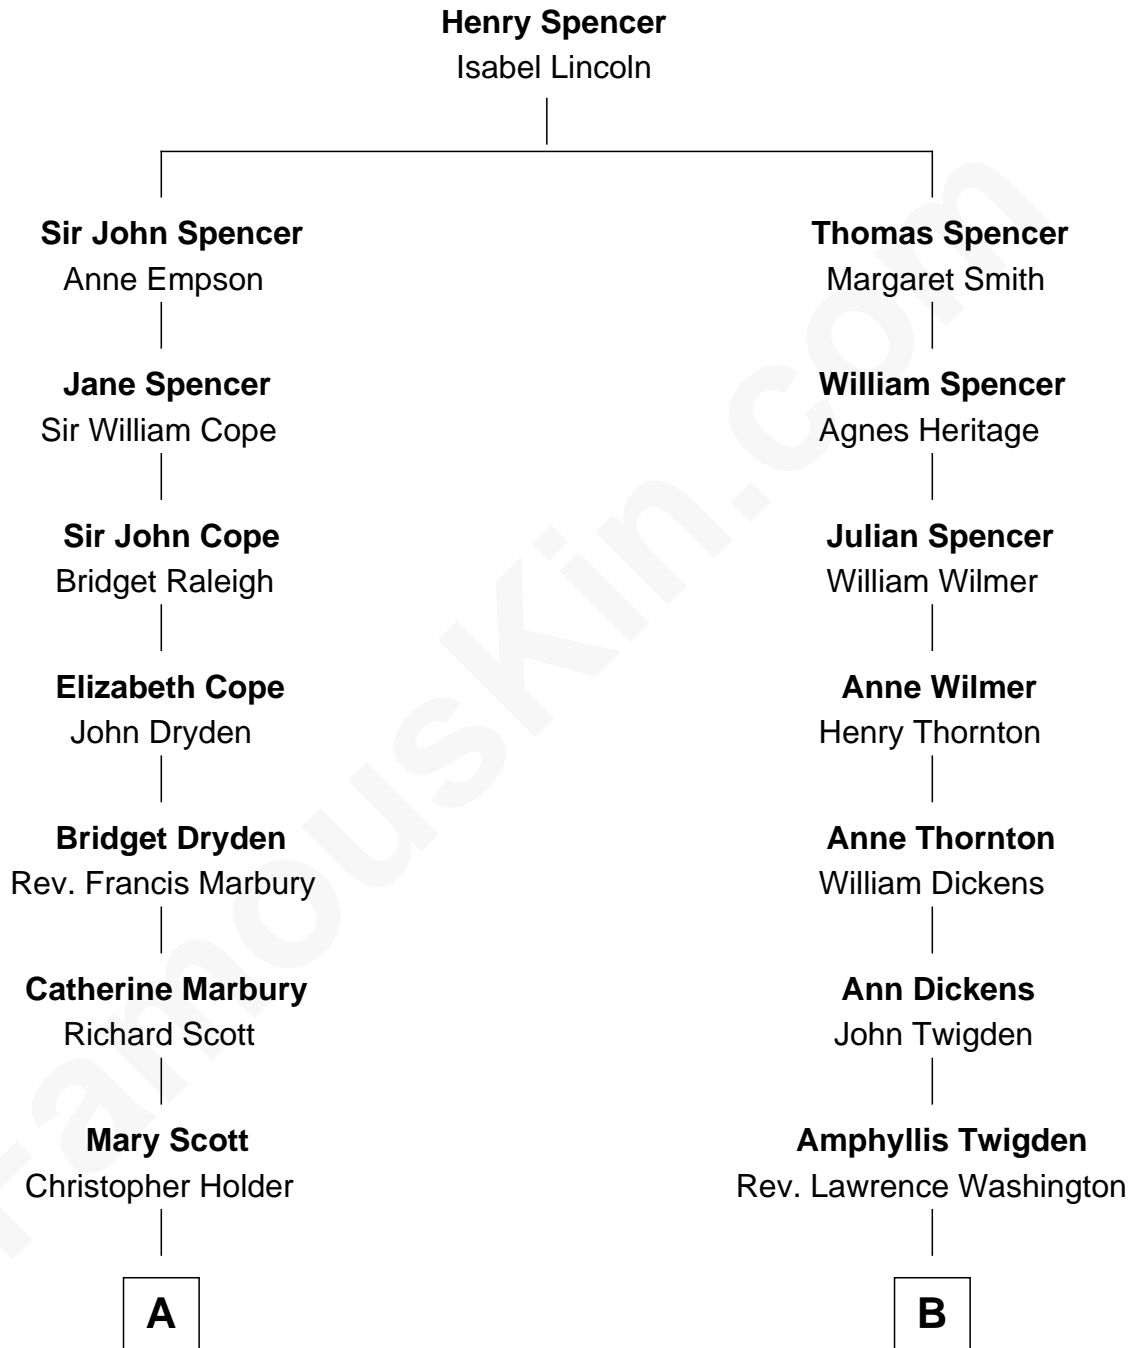 Henry Spencer
Isabel Lincoln
Sir John Spencer
Anne Empson
Jane Spencer
Sir William Cope
Sir John Cope
Bridget Raleigh
Elizabeth Cope
John Dryden
Bridget Dryden
Rev. Francis Marbury
Catherine Marbury
Richard Scott
Mary Scott
Christopher Holder
A
Thomas Spencer
Margaret Smith
William Spencer
Agnes Heritage
Julian Spencer
William Wilmer
Anne Wilmer
Henry Thornton
Anne Thornton
William Dickens
Ann Dickens
John Twigden
Amphyllis Twigden
Rev. Lawrence Washington
B
FamousKin.com